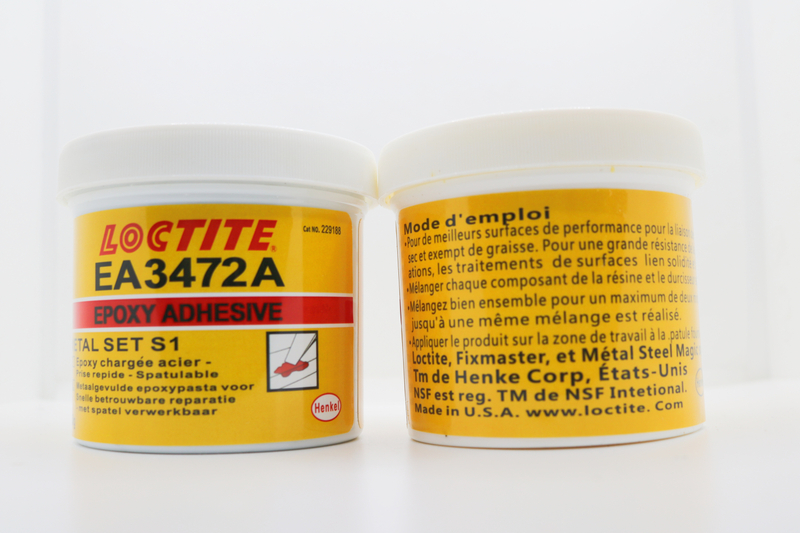 LOCTITE®
Cat NO. 229188
EA3472A
EPOXY ADHESIVE
ETAL SET S1
Epoxy chargée acier -
Prise repide - Spatulable
Metaalgevulde epoxypasta voor
Snelle betrouwbare reparatie
met spatel verwerkbaar
Henkel
Mode d'emploi
•Pour de meilleurs surfaces de performance pour la liaison
sec et exempt de graisse. Pour une grande résistance ou
ations, les traitements de surfaces lien solidité
•Mélanger chaque composant de la résine et le durcisse
•Mélangez bien ensemble pour un maximum de deux
jusqu'à une même mélange est réalisé.
•Appliquer le produit sur la zone de travail à la .patule
Loctite, Fixmaster, et Métal Steel Magic
Tm de Henke Corp, États-Unis
NSF est reg. TM de NSF Intetional.
Made in U.S.A. www.loctite. Com